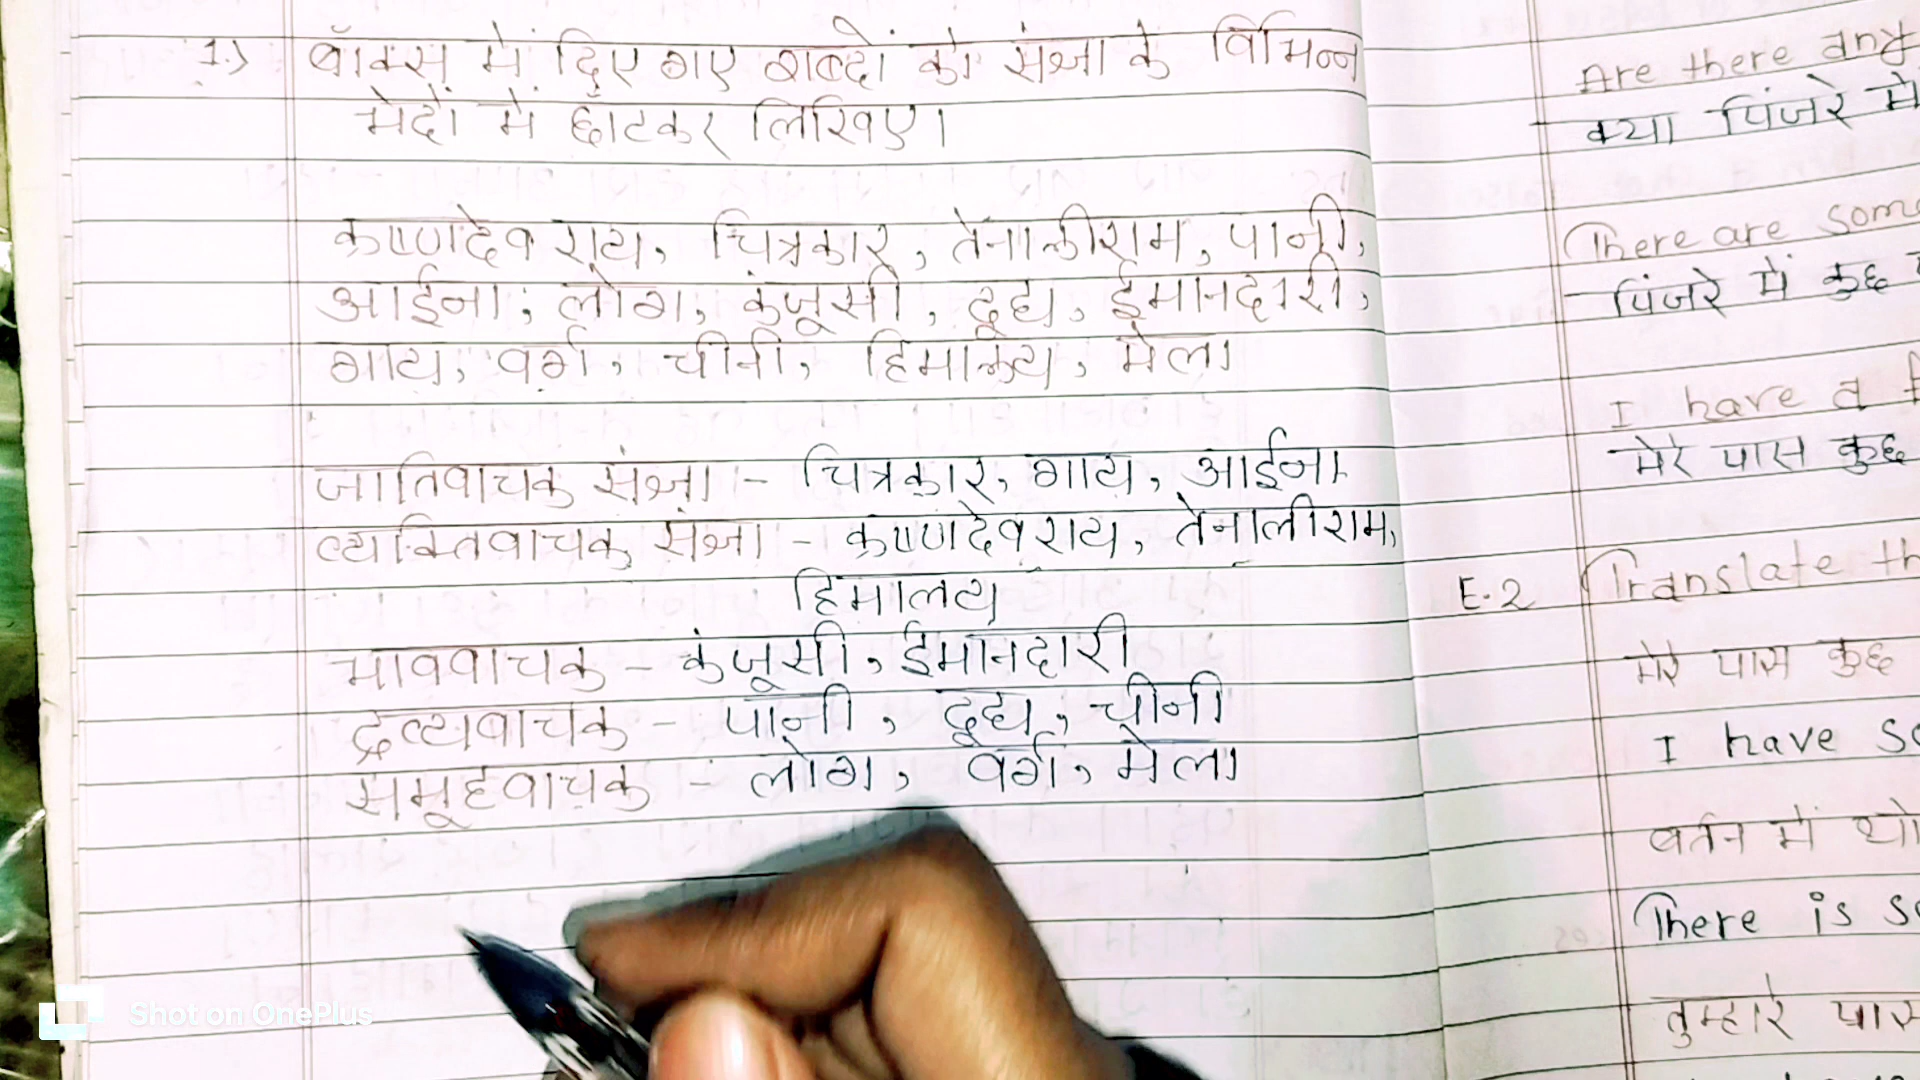 1.) बॉक्स में दिए गए शब्दों को संज्ञा के विभिन्न
भेदों में छाँटकर लिखिए।
कृष्णदेव राय, चित्रकार, तेनालीराम, पानी,
आईना, लोग, कंजूसी, दूध, ईमानदारी,
गाय, वर्ग, चीनी, हिमालय, मेला
जातिवाचक संज्ञा - चित्रकार, गाय, आईना
व्यक्तिवाचक संज्ञा - कृष्णदेव राय, तेनालीराम,
हिमालय
भाववाचक - कंजूसी, ईमानदारी
द्रव्यवाचक - पानी, दूध, चीनी
समूहवाचक - लोग, वर्ग, मेला
Are there any
क्या पिंजरे में
There are some
पिंजरे में कुछ
I have a
मेरे पास कुछ
E.2 Translate th
मेरे पास कुछ
I have so
बर्तन में थो
There is so
तुम्हारे पास
Shot on OnePlus